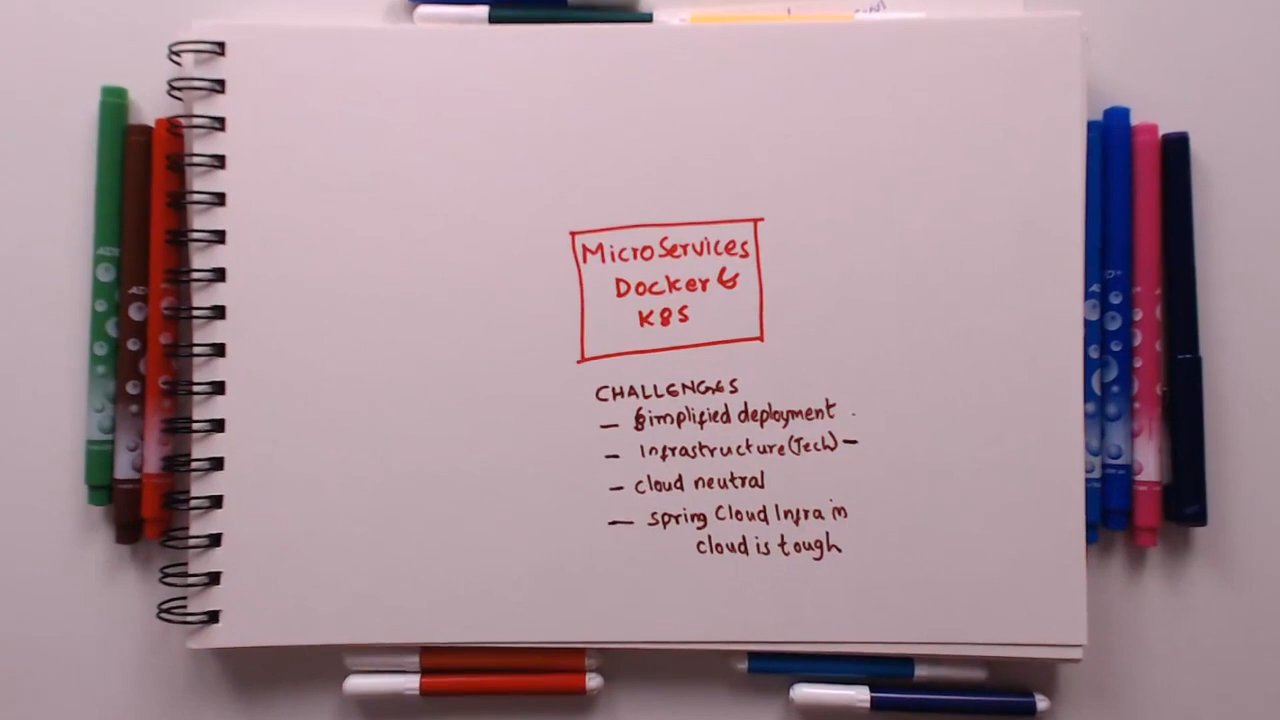 MicroServices
Docker &
K8S
CHALLENGES
– Simplified deployment
– Infrastructure (Tech) –
– cloud neutral
– spring Cloud Infra in
cloud is tough